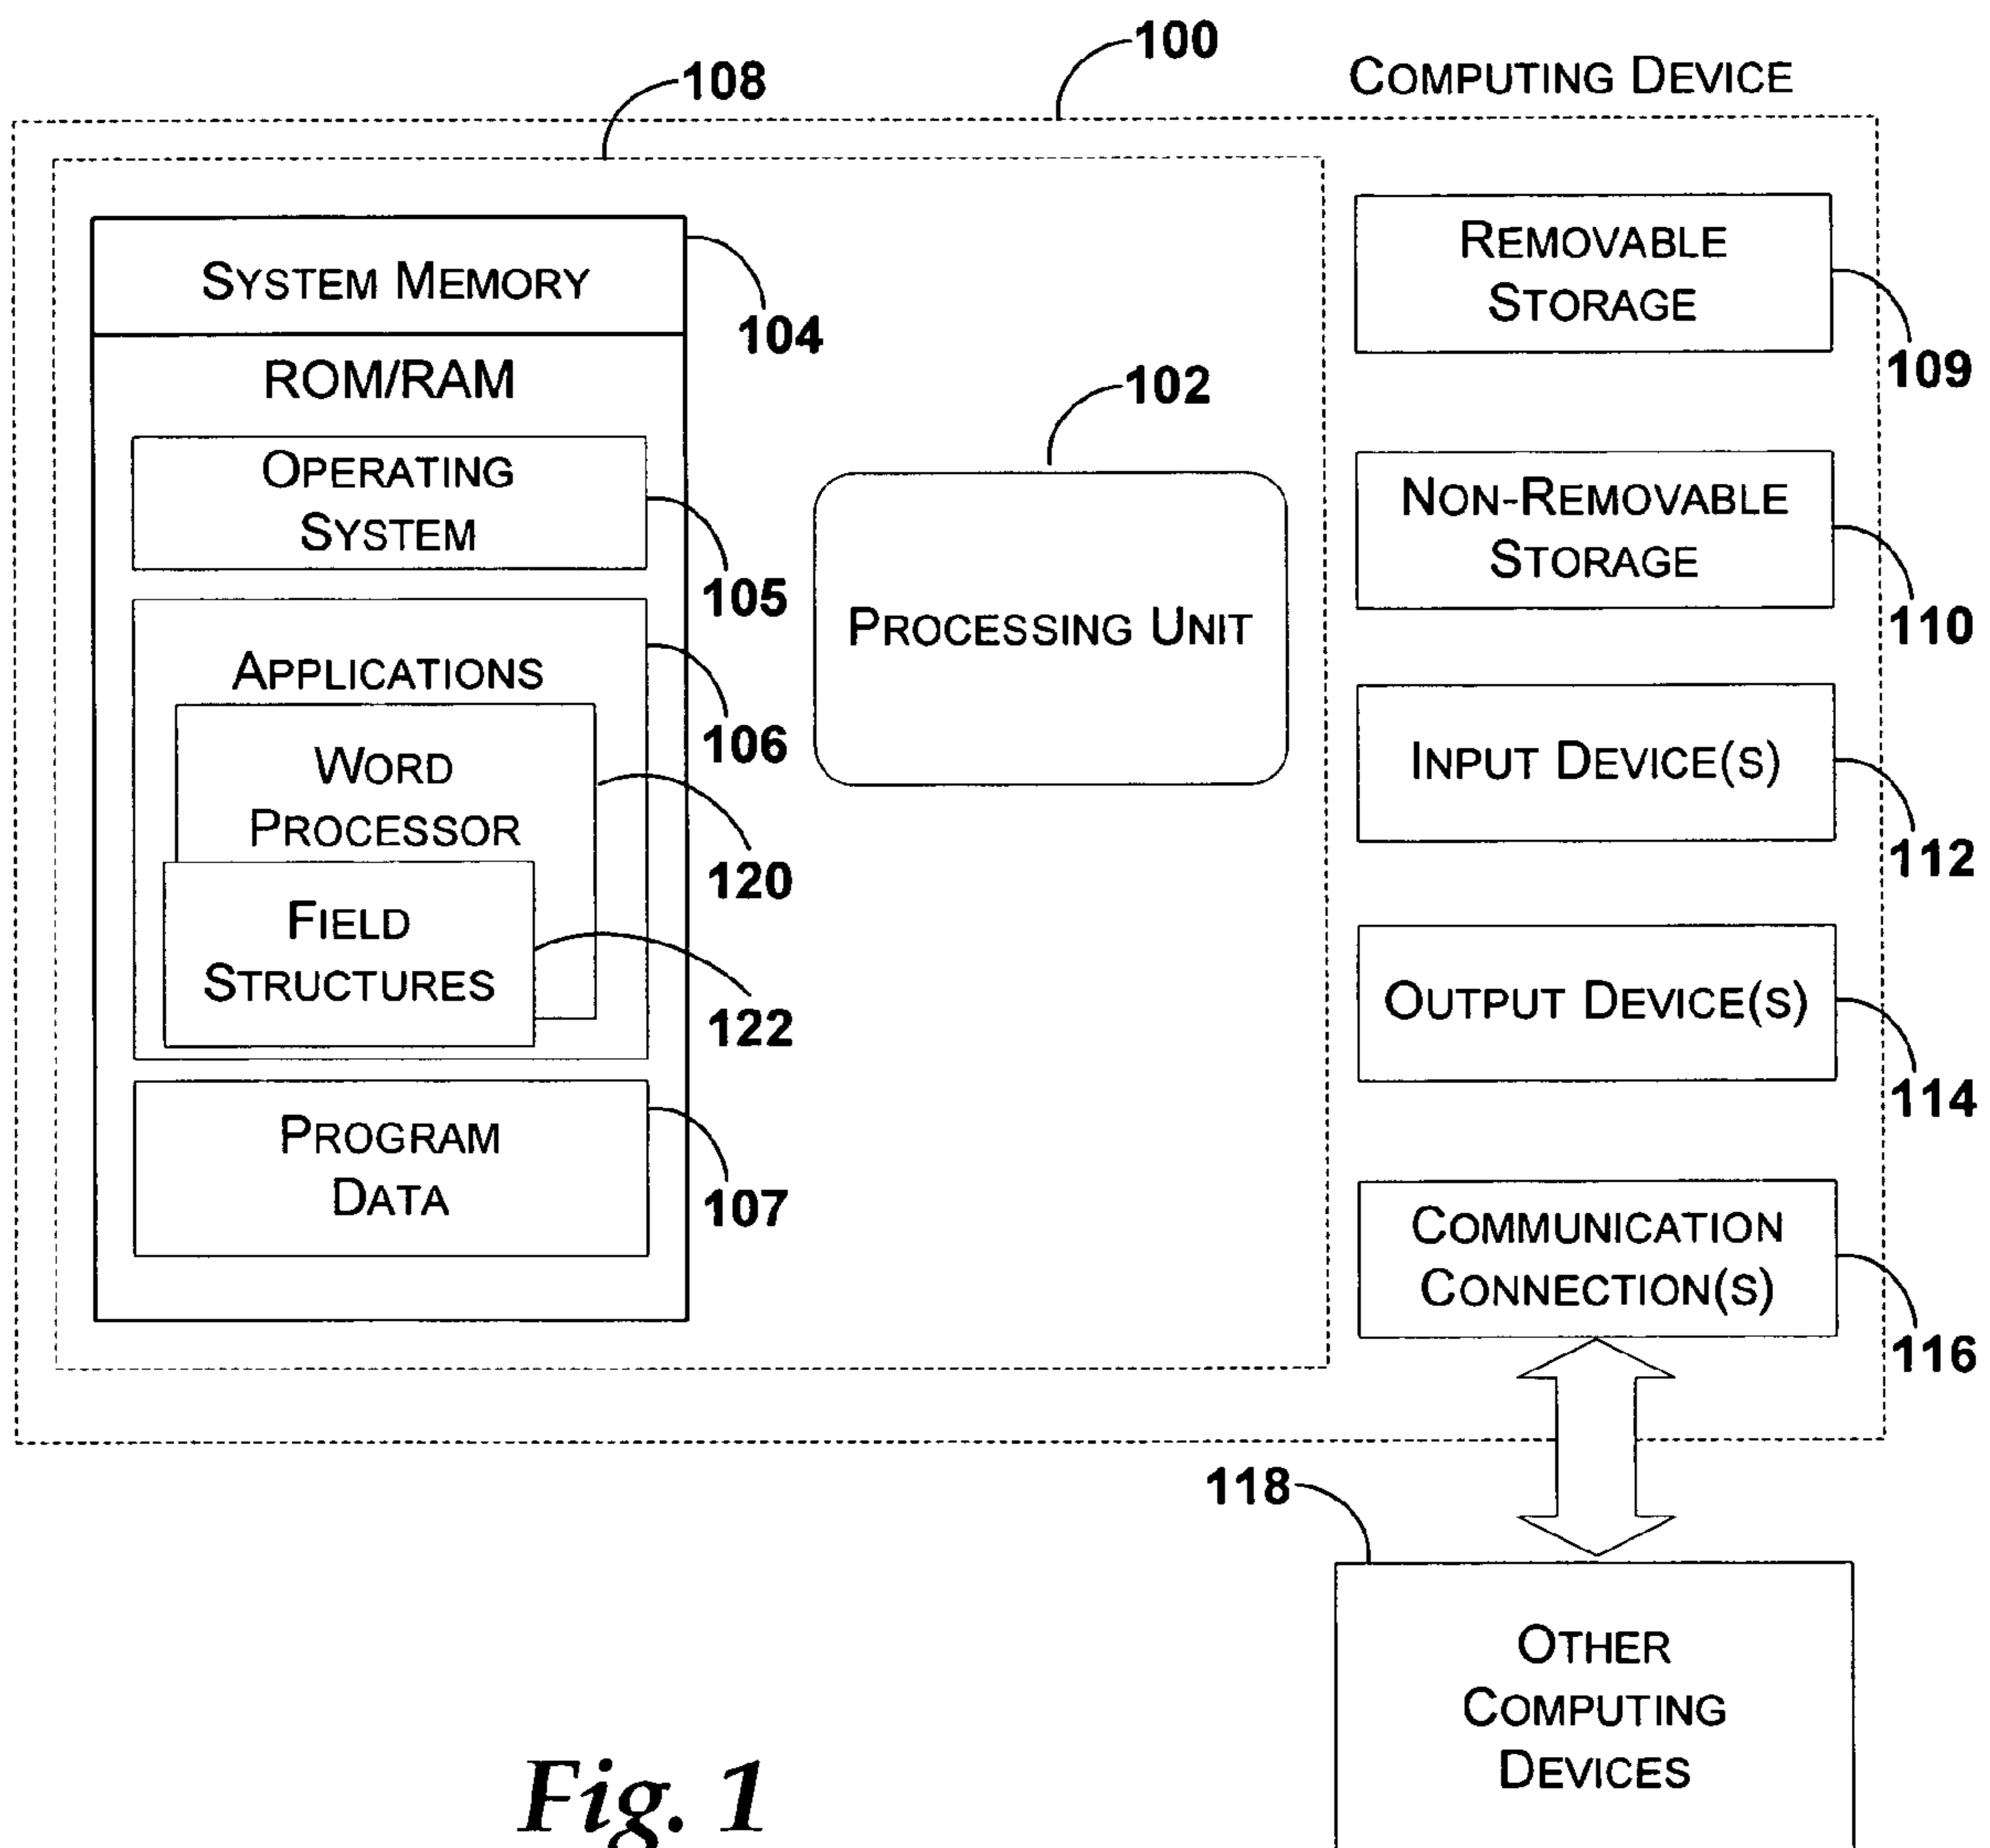 100
COMPUTING DEVICE
108
SYSTEM MEMORY
104
ROM/RAM
OPERATING
SYSTEM
105
APPLICATIONS
106
WORD
PROCESSOR
120
FIELD
STRUCTURES
122
PROGRAM
DATA
107
102
PROCESSING UNIT
REMOVABLE
STORAGE
109
NON-REMOVABLE
STORAGE
110
INPUT DEVICE(S)
112
OUTPUT DEVICE(S)
114
COMMUNICATION
CONNECTION(S)
116
118
OTHER
COMPUTING
DEVICES
Fig. 1